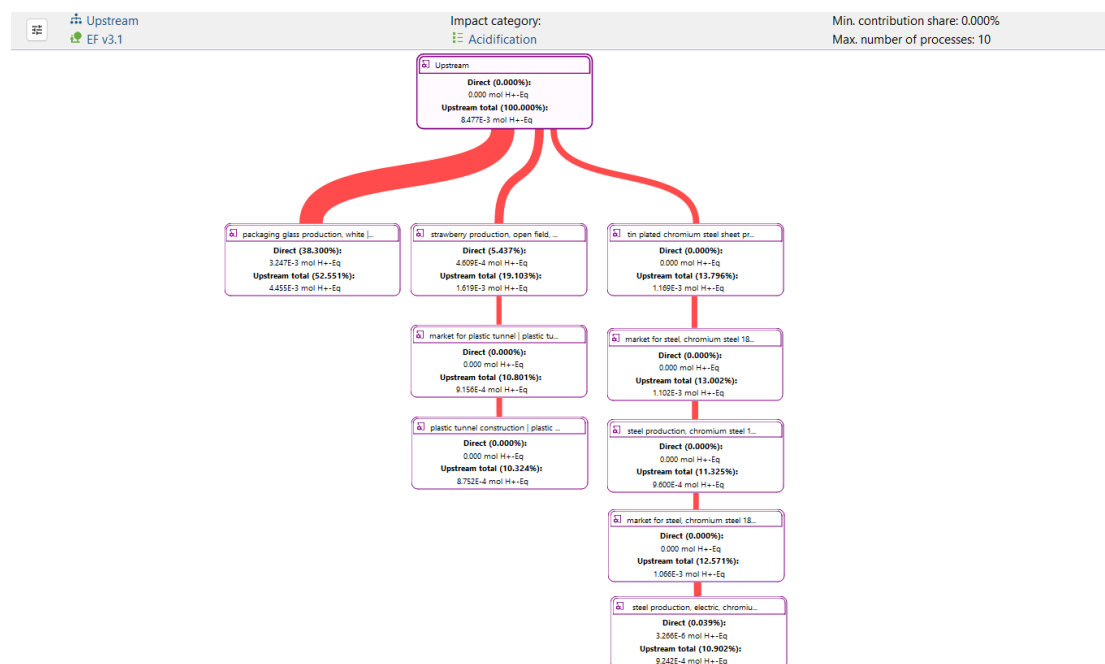 Upstream
Impact category:
Min. contribution share: 0.000%
EF v3.1
Acidification
Max. number of processes: 10
Upstream
Direct (0.000%):
0.000 mol H+-Eq
Upstream total (100.000%):
8.477E-3 mol H+-Eq
packaging glass production, white |...
Direct (38.300%):
3.247E-3 mol H+-Eq
Upstream total (52.551%):
4.455E-3 mol H+-Eq
strawberry production, open field, ...
Direct (5.437%):
4.609E-4 mol H+-Eq
Upstream total (19.103%):
1.619E-3 mol H+-Eq
tin plated chromium steel sheet pr...
Direct (0.000%):
0.000 mol H+-Eq
Upstream total (13.796%):
1.169E-3 mol H+-Eq
market for plastic tunnel | plastic tu...
Direct (0.000%):
0.000 mol H+-Eq
Upstream total (10.801%):
9.156E-4 mol H+-Eq
market for steel, chromium steel 18...
Direct (0.000%):
0.000 mol H+-Eq
Upstream total (13.002%):
1.102E-3 mol H+-Eq
plastic tunnel construction | plastic ...
Direct (0.000%):
0.000 mol H+-Eq
Upstream total (10.324%):
8.752E-4 mol H+-Eq
steel production, chromium steel 1...
Direct (0.000%):
0.000 mol H+-Eq
Upstream total (11.325%):
9.600E-4 mol H+-Eq
market for steel, chromium steel 18...
Direct (0.000%):
0.000 mol H+-Eq
Upstream total (12.571%):
1.066E-3 mol H+-Eq
steel production, electric, chromiu...
Direct (0.039%):
3.266E-6 mol H+-Eq
Upstream total (10.902%):
9.242E-4 mol H+-Eq